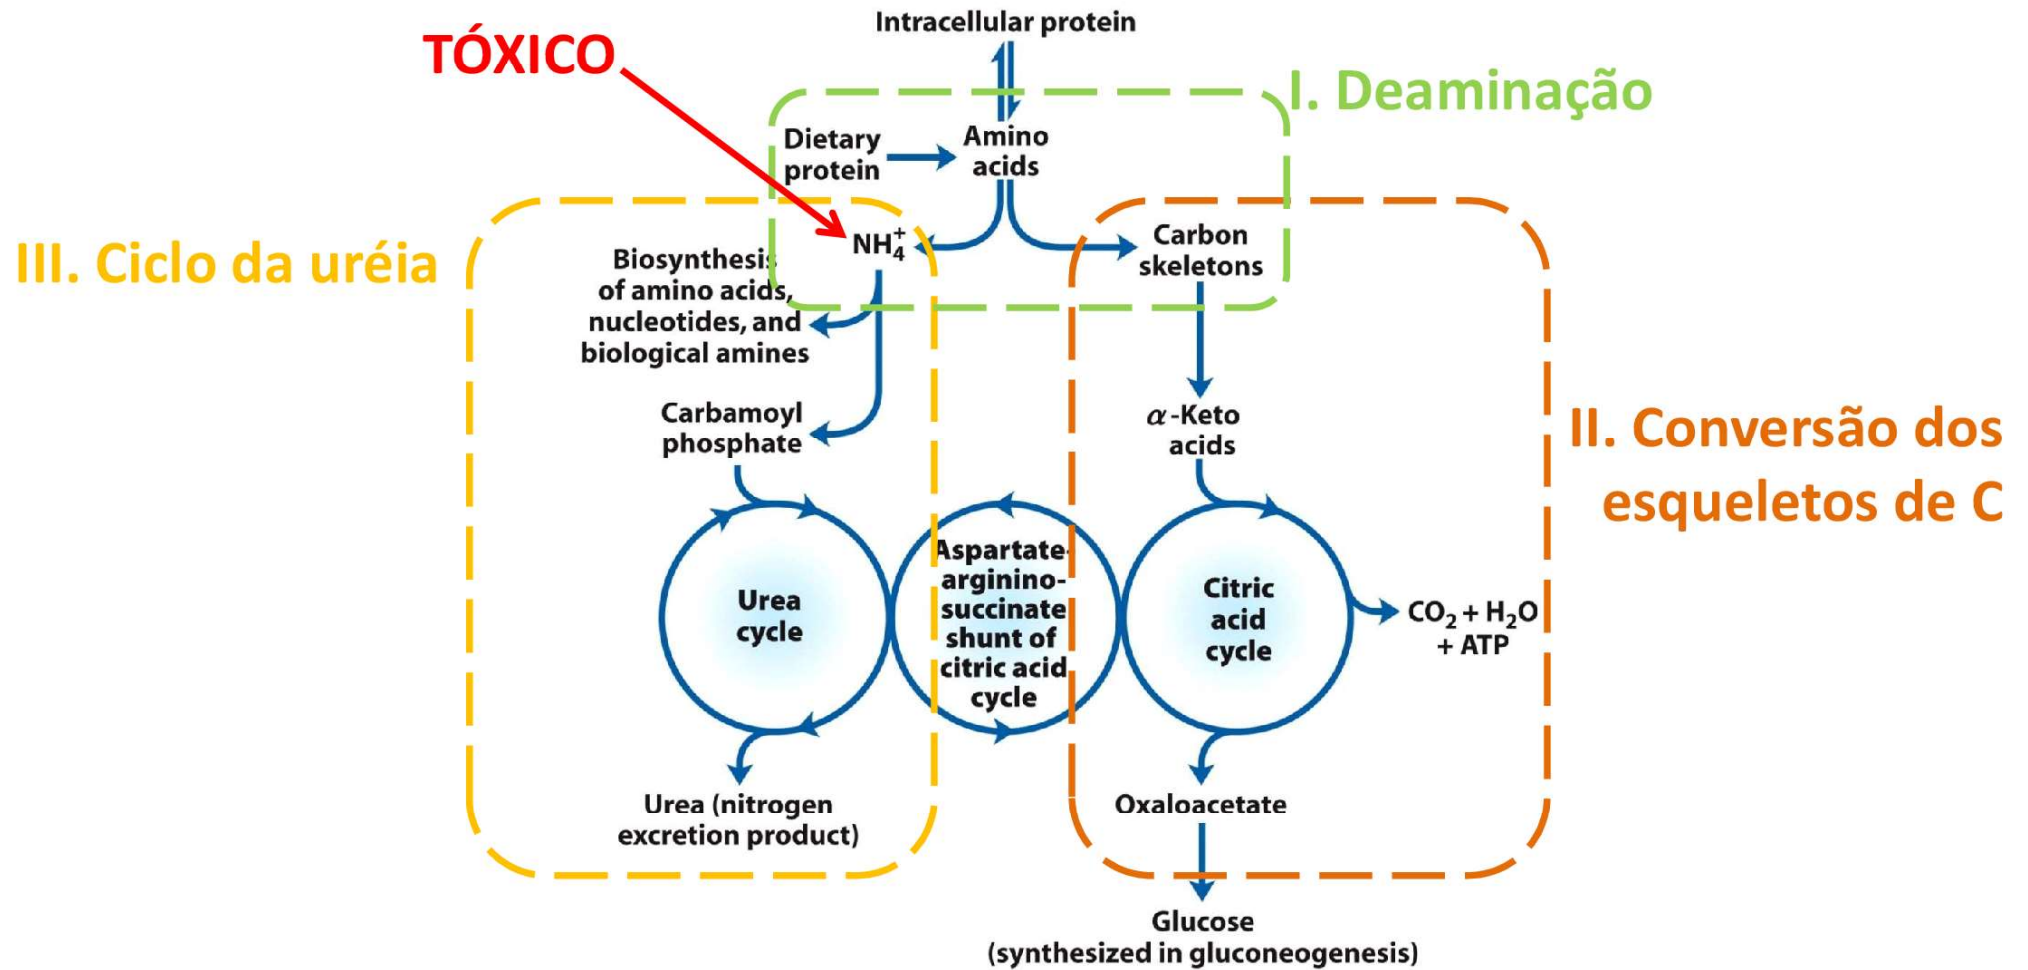 Intracellular protein
TÓXICO
I. Deaminação
Dietary
protein
Amino
acids
III. Ciclo da uréia
NH₄⁺
Carbon
skeletons
Biosynthesis
of amino acids,
nucleotides, and
biological amines
Carbamoyl
phosphate
α-Keto
acids
II. Conversão dos
esqueletos de C
Urea
cycle
Aspartate-
arginino-
succinate
shunt of
citric acid
cycle
Citric
acid
cycle
CO₂ + H₂O
+ ATP
Urea (nitrogen
excretion product)
Oxaloacetate
Glucose
(synthesized in gluconeogenesis)